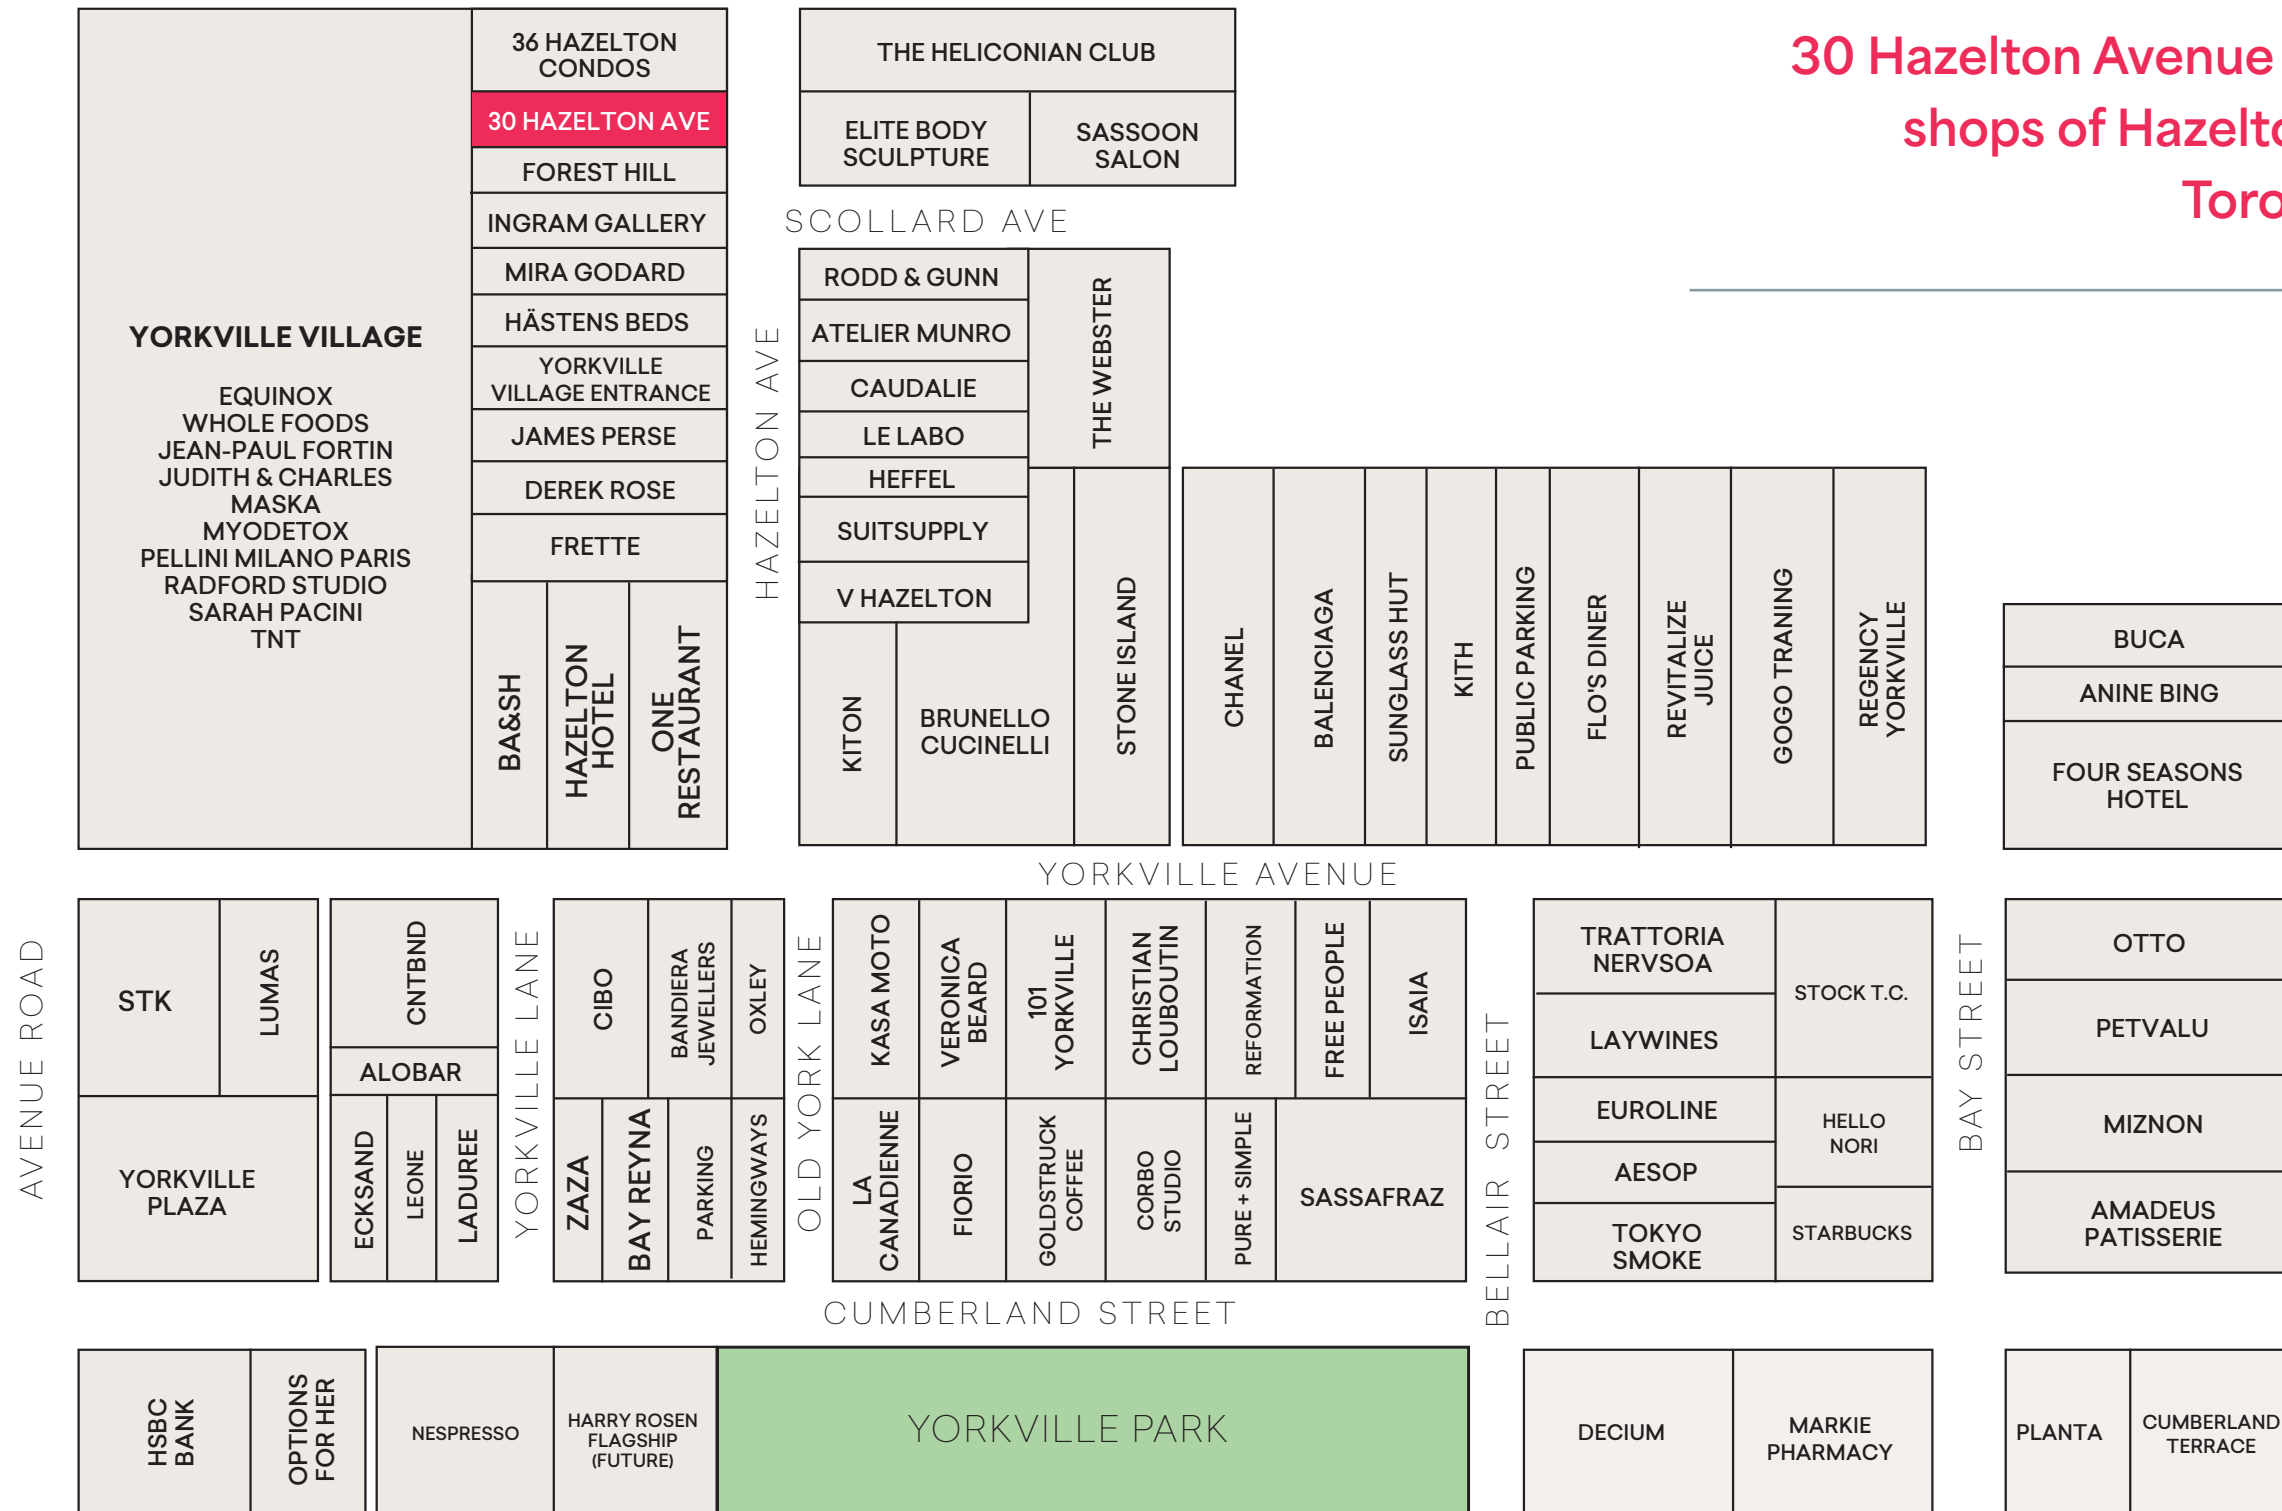 30 Hazelton Avenue
shops of Hazelto
Toro
36 HAZELTON
CONDOS
30 HAZELTON AVE
FOREST HILL
INGRAM GALLERY
MIRA GODARD
HÄSTENS BEDS
YORKVILLE
VILLAGE ENTRANCE
JAMES PERSE
DEREK ROSE
FRETTE
BA&SH
HAZELTON
HOTEL
ONE
RESTAURANT
YORKVILLE VILLAGE
EQUINOX
WHOLE FOODS
JEAN-PAUL FORTIN
JUDITH & CHARLES
MASKA
MYODETOX
PELLINI MILANO PARIS
RADFORD STUDIO
SARAH PACINI
TNT
THE HELICONIAN CLUB
ELITE BODY
SCULPTURE
SASSOON
SALON
SCOLLARD AVE
HAZELTON AVE
RODD & GUNN
ATELIER MUNRO
CAUDALIE
LE LABO
HEFFEL
SUITSUPPLY
V HAZELTON
THE WEBSTER
KITON
BRUNELLO
CUCINELLI
STONE ISLAND
CHANEL
BALENCIAGA
SUNGLASS HUT
KITH
PUBLIC PARKING
FLO'S DINER
REVITALIZE
JUICE
GOGO TRANING
REGENCY
YORKVILLE
BUCA
ANINE BING
FOUR SEASONS
HOTEL
YORKVILLE AVENUE
AVENUE ROAD
STK
LUMAS
YORKVILLE
PLAZA
CNTBND
ALOBAR
ECKSAND
LEONE
LADUREE
YORKVILLE LANE
CIBO
BANDIERA
JEWELLERS
OXLEY
ZAZA
BAY REYNA
PARKING
HEMINGWAYS
OLD YORK LANE
KASA MOTO
VERONICA
BEARD
101
YORKVILLE
CHRISTIAN
LOUBOUTIN
REFORMATION
FREE PEOPLE
ISAIA
LA
CANADIENNE
FIORIO
GOLDSTRUCK
COFFEE
CORBO
STUDIO
PURE + SIMPLE
SASSAFRAZ
BELLAIR STREET
TRATTORIA
NERVSOA
LAYWINES
EUROLINE
AESOP
TOKYO
SMOKE
STOCK T.C.
HELLO
NORI
STARBUCKS
BAY STREET
OTTO
PETVALU
MIZNON
AMADEUS
PATISSERIE
CUMBERLAND STREET
HSBC
BANK
OPTIONS
FOR HER
NESPRESSO
HARRY ROSEN
FLAGSHIP
(FUTURE)
YORKVILLE PARK
DECIUM
MARKIE
PHARMACY
PLANTA
CUMBERLAND
TERRACE